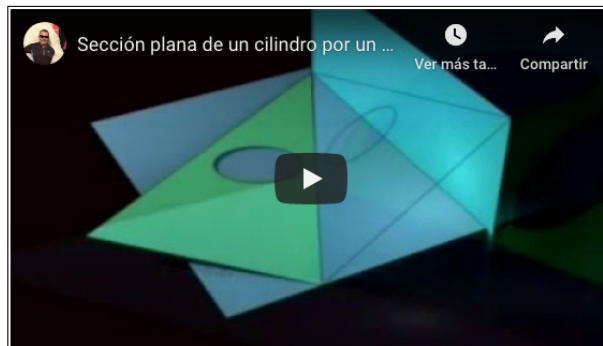 Sección plana de un cilindro por un ...
Ver más ta...
Compartir